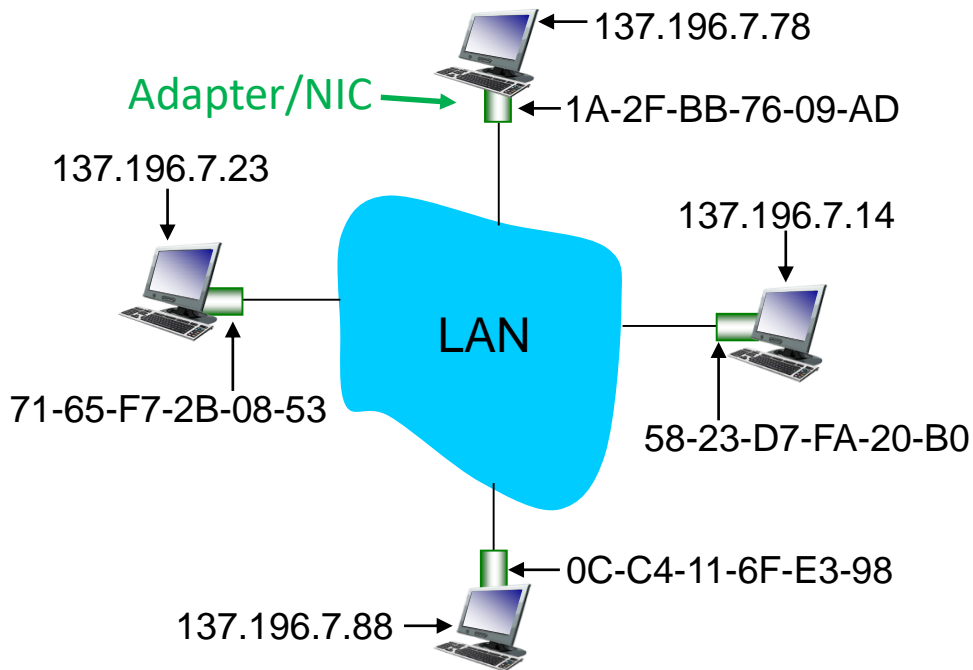 137.196.7.78
Adapter/NIC
1A-2F-BB-76-09-AD
137.196.7.23
137.196.7.14
LAN
71-65-F7-2B-08-53
58-23-D7-FA-20-B0
0C-C4-11-6F-E3-98
137.196.7.88